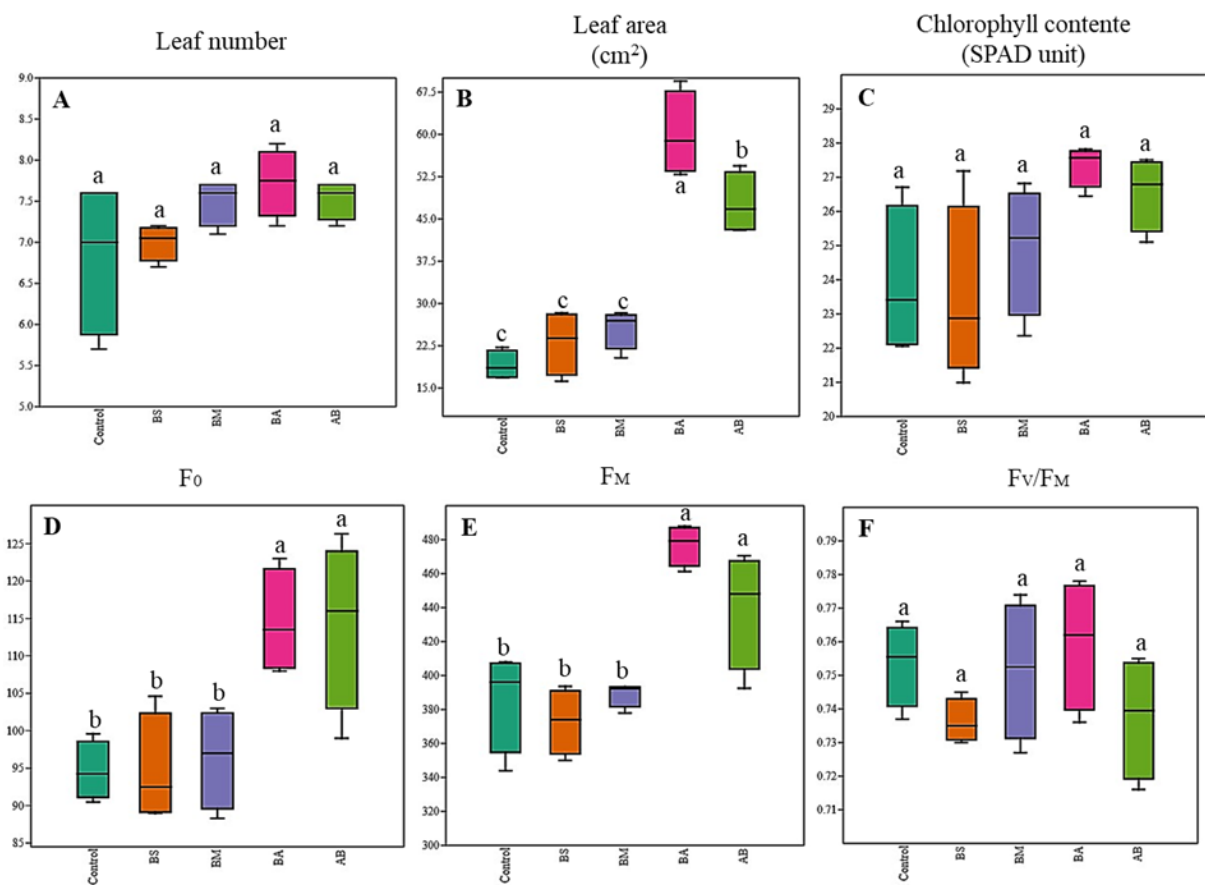 Leaf number
Leaf area
(cm²)
Chlorophyll contente
(SPAD unit)
A
9.0
8.5
8.0
7.5
7.0
6.5
6.0
5.5
5.0
a
a
a
a
a
Control
BS
BM
BA
AB
B
67.5
60.0
52.5
45.0
37.5
30.0
22.5
15.0
c
c
c
a
b
Control
BS
BM
BA
AB
C
29
28
27
26
25
24
23
22
21
20
a
a
a
a
a
Control
BS
BM
BA
AB
F0
FM
FV/FM
D
125
120
115
110
105
100
95
90
85
b
b
b
a
a
Control
BS
BM
BA
AB
E
480
460
440
420
400
380
360
340
320
300
b
b
b
a
a
Control
BS
BM
BA
AB
F
0.79
0.78
0.77
0.76
0.75
0.74
0.73
0.72
0.71
a
a
a
a
a
Control
BS
BM
BA
AB